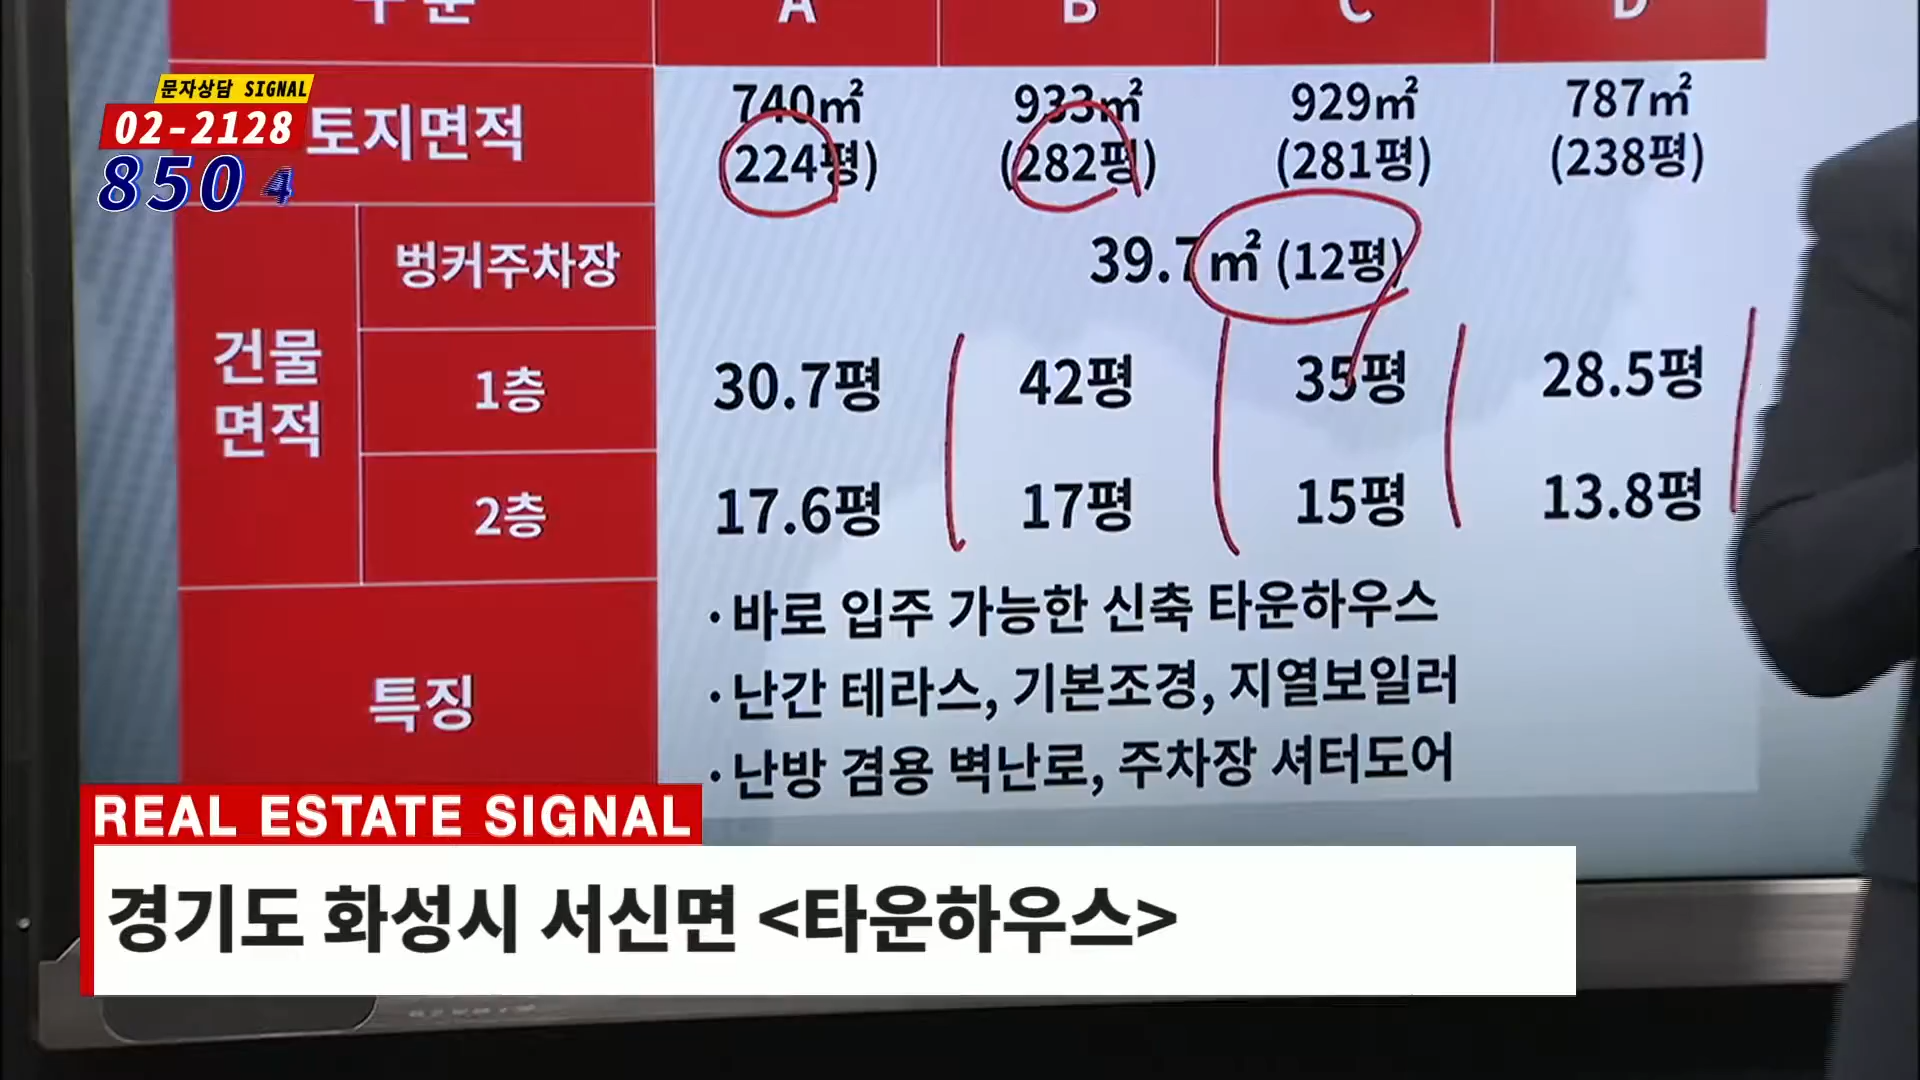 구분 A B C D
문자상담 SIGNAL
02-2128
850 4
토지면적 740㎡ 933㎡ 929㎡ 787㎡
(224평) (282평) (281평) (238평)
벙커주차장 39.7㎡ (12평)
건물
면적
1층 30.7평 42평 35평 28.5평
2층 17.6평 17평 15평 13.8평
특징
· 바로 입주 가능한 신축 타운하우스
· 난간 테라스, 기본조경, 지열보일러
· 난방 겸용 벽난로, 주차장 셔터도어
REAL ESTATE SIGNAL
경기도 화성시 서신면 <타운하우스>